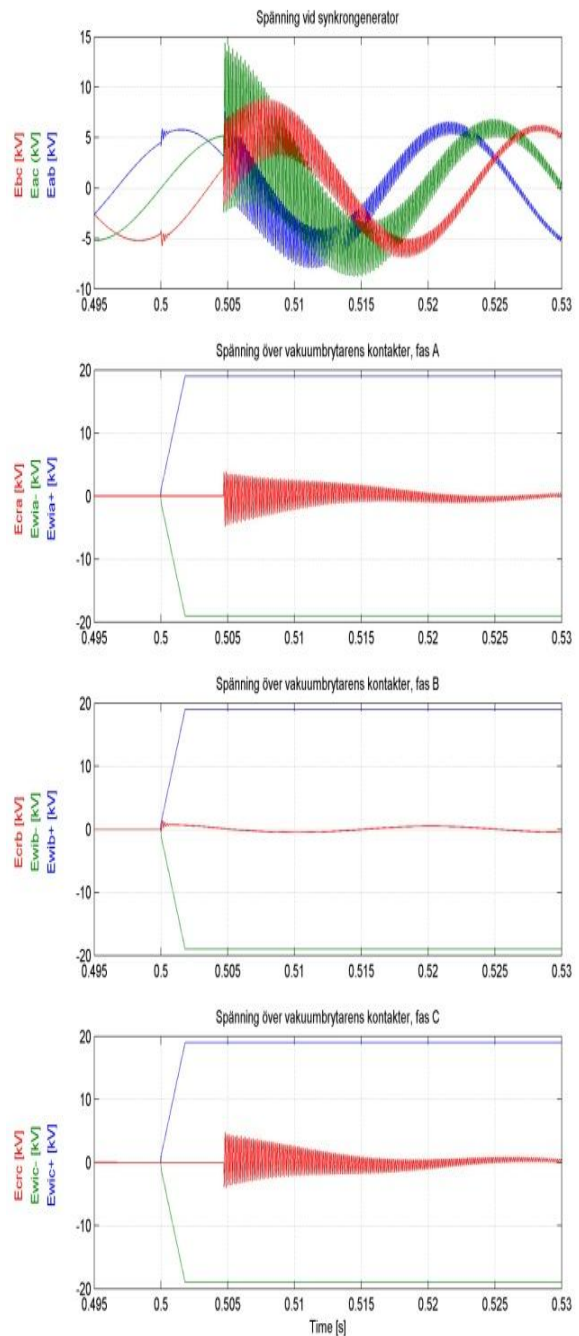 Spänning vid synkrongenerator
Ebc [kV]
Eac (kV]
Eab [kV]
15
10
5
0
-5
-10
0.495 0.5 0.505 0.51 0.515 0.52 0.525 0.53
Spänning över vakuumbrytarens kontakter, fas A
Ecra [kV]
Ewia- [kV]
Ewia+ [kV]
20
10
0
-10
-20
0.495 0.5 0.505 0.51 0.515 0.52 0.525 0.53
Spänning över vakuumbrytarens kontakter, fas B
Ecrb [kV]
Ewib- [kV]
Ewib+ [kV]
20
10
0
-10
-20
0.495 0.5 0.505 0.51 0.515 0.52 0.525 0.53
Spänning över vakuumbrytarens kontakter, fas C
Ecrc [kV]
Ewic- [kV]
Ewic+ [kV]
20
10
0
-10
-20
0.495 0.5 0.505 0.51 0.515 0.52 0.525 0.53
Time [s]